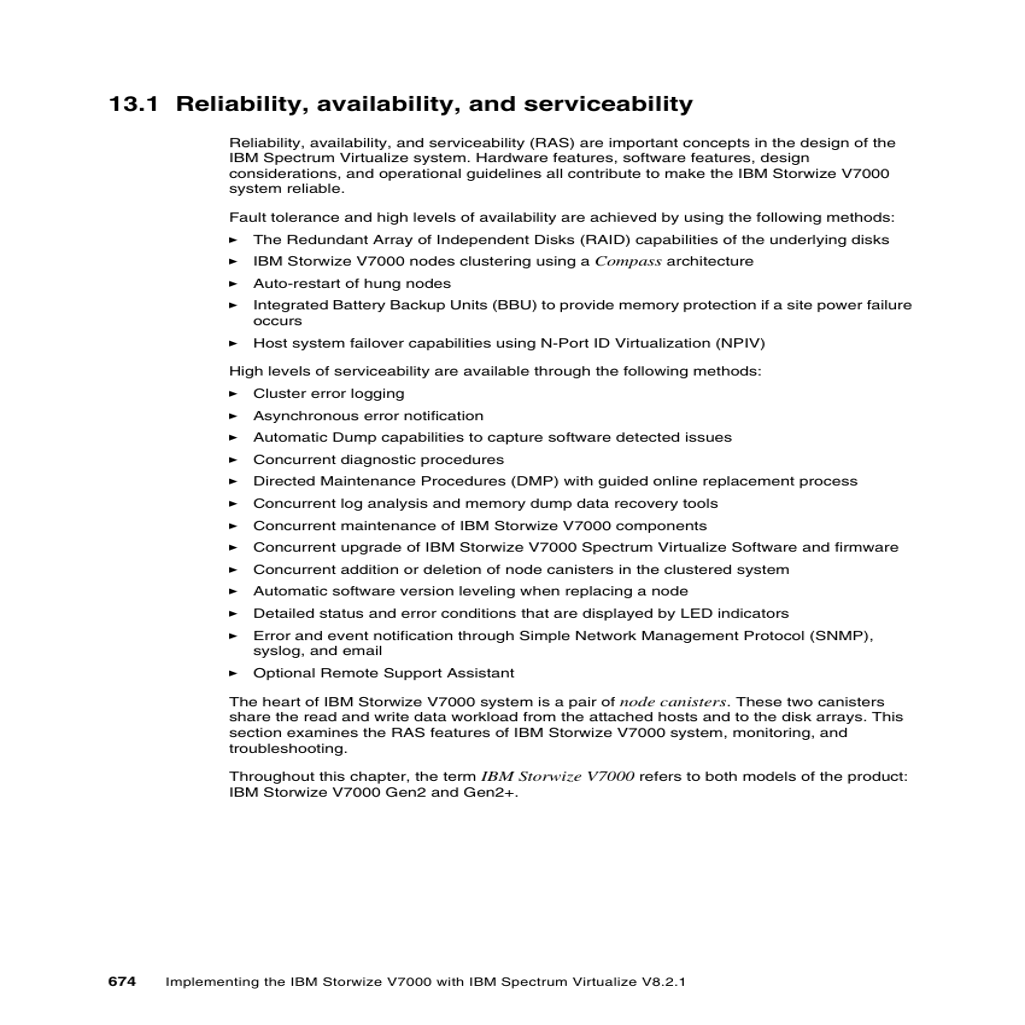 13.1 Reliability, availability, and serviceability
Reliability, availability, and serviceability (RAS) are important concepts in the design of the
IBM Spectrum Virtualize system. Hardware features, software features, design
considerations, and operational guidelines all contribute to make the IBM Storwize V7000
system reliable.
Fault tolerance and high levels of availability are achieved by using the following methods:
► The Redundant Array of Independent Disks (RAID) capabilities of the underlying disks
► IBM Storwize V7000 nodes clustering using a Compass architecture
► Auto-restart of hung nodes
► Integrated Battery Backup Units (BBU) to provide memory protection if a site power failure
occurs
► Host system failover capabilities using N-Port ID Virtualization (NPIV)
High levels of serviceability are available through the following methods:
► Cluster error logging
► Asynchronous error notification
► Automatic Dump capabilities to capture software detected issues
► Concurrent diagnostic procedures
► Directed Maintenance Procedures (DMP) with guided online replacement process
► Concurrent log analysis and memory dump data recovery tools
► Concurrent maintenance of IBM Storwize V7000 components
► Concurrent upgrade of IBM Storwize V7000 Spectrum Virtualize Software and firmware
► Concurrent addition or deletion of node canisters in the clustered system
► Automatic software version leveling when replacing a node
► Detailed status and error conditions that are displayed by LED indicators
► Error and event notification through Simple Network Management Protocol (SNMP),
syslog, and email
► Optional Remote Support Assistant
The heart of IBM Storwize V7000 system is a pair of node canisters. These two canisters
share the read and write data workload from the attached hosts and to the disk arrays. This
section examines the RAS features of IBM Storwize V7000 system, monitoring, and
troubleshooting.
Throughout this chapter, the term IBM Storwize V7000 refers to both models of the product:
IBM Storwize V7000 Gen2 and Gen2+.
674 Implementing the IBM Storwize V7000 with IBM Spectrum Virtualize V8.2.1